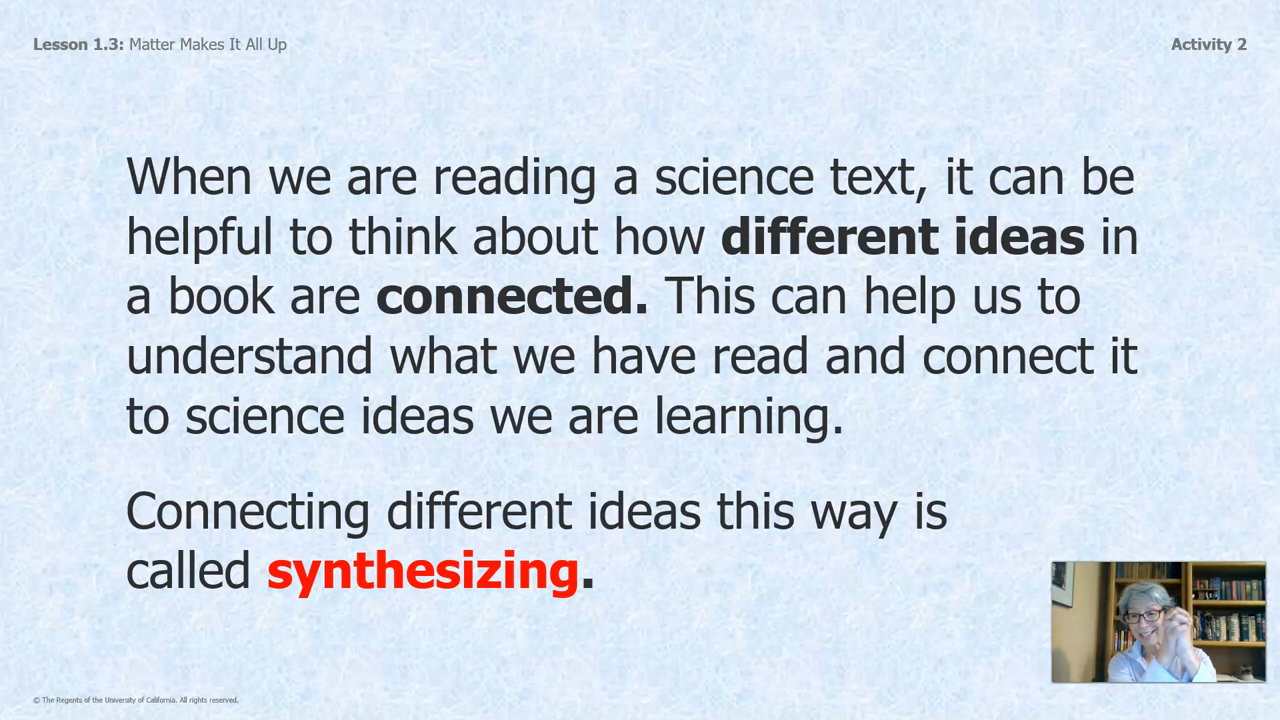 Lesson 1.3: Matter Makes It All Up
Activity 2
When we are reading a science text, it can be
helpful to think about how different ideas in
a book are connected. This can help us to
understand what we have read and connect it
to science ideas we are learning.
Connecting different ideas this way is
called synthesizing.
© The Regents of the University of California. All rights reserved.